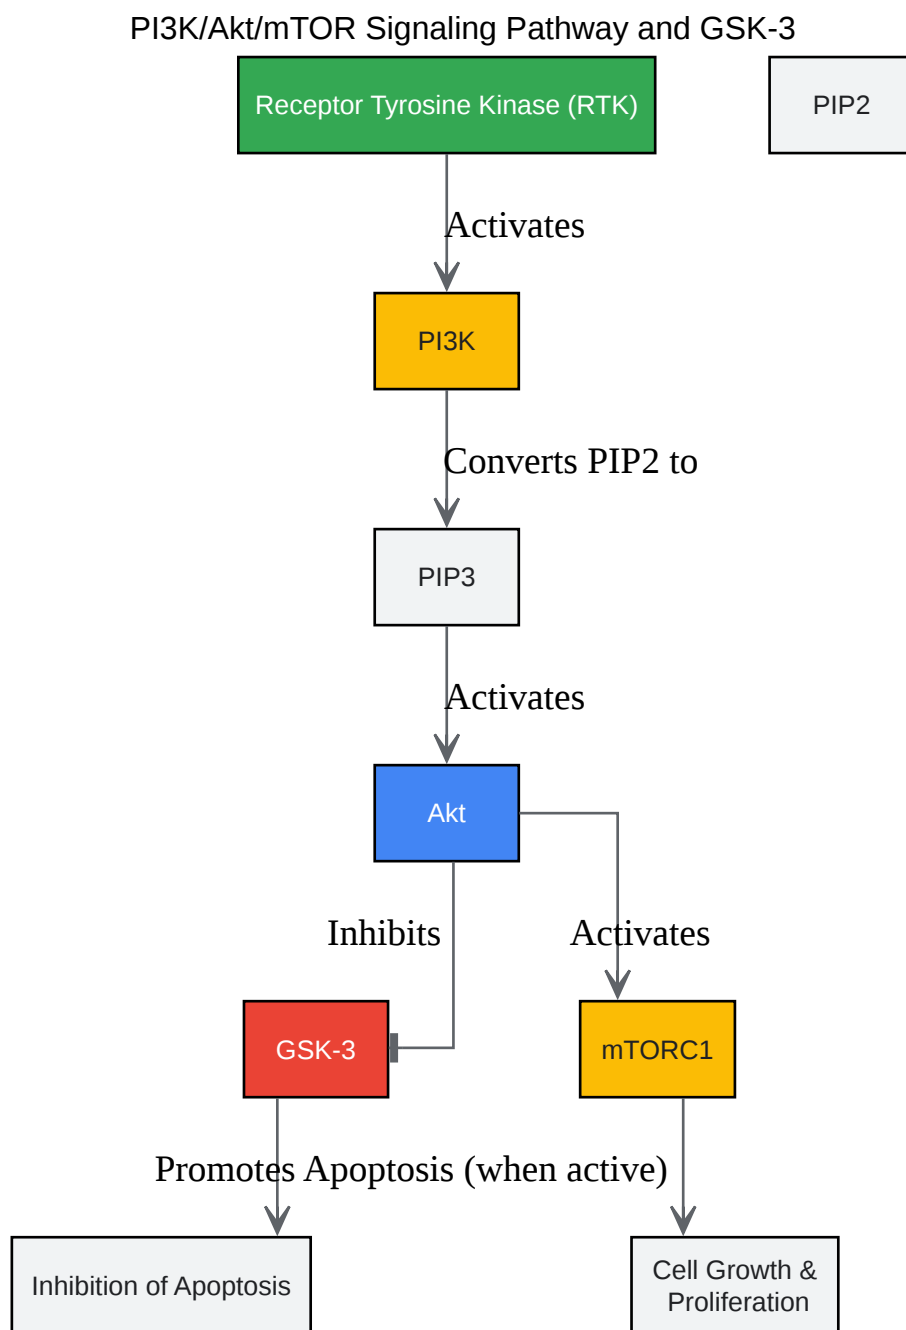 PI3K/Akt/mTOR Signaling Pathway and GSK-3
Receptor Tyrosine Kinase (RTK)
PIP2
Activates
PI3K
Converts PIP2 to
PIP3
Activates
Akt
Inhibits
Activates
GSK-3
mTORC1
Promotes Apoptosis (when active)
Inhibition of Apoptosis
Cell Growth &
Proliferation